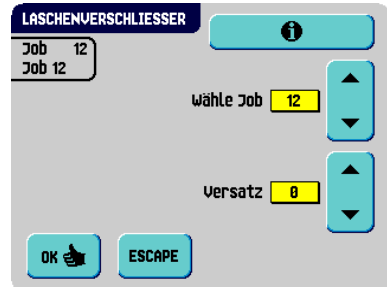 LASCHENVERSCHLIESSER
Job 12
Job 12
Wähle Job 12
Versatz 0
OK ESCAPE